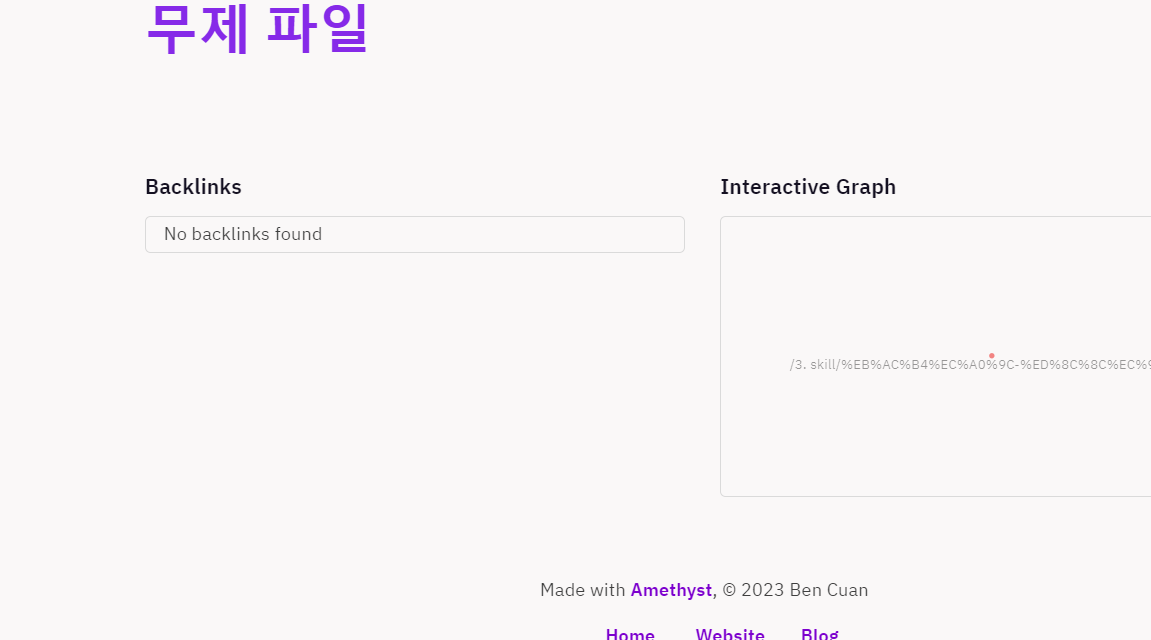 무제 파일
Backlinks
No backlinks found
Interactive Graph
/3. skill/%EB%AC%B4%EC%A0%9C-%ED%8C%8C%EC%9
Made with Amethyst, © 2023 Ben Cuan
Home Website Blog